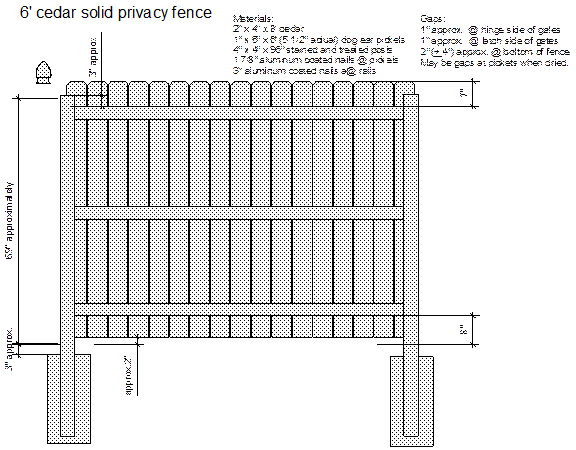 6' cedar solid privacy fence
Materials:
2" x 4" x 8' cedar
1" x 6" x 6' (5 1/2" actual) dog ear pickets
4" x 4" x 96" stained and treated posts
1 7/8" aluminum coated nails @ pickets
3" aluminum coated nails @ rails
Gaps:
1" approx. @ hinge side of gates
1" approx. @ latch side of gates
2" (± 4") approx. @ bottom of fence
May be gaps at pickets when dried.
3" approx.
7"
69" approximately
3" approx.
approx. 2"
8"